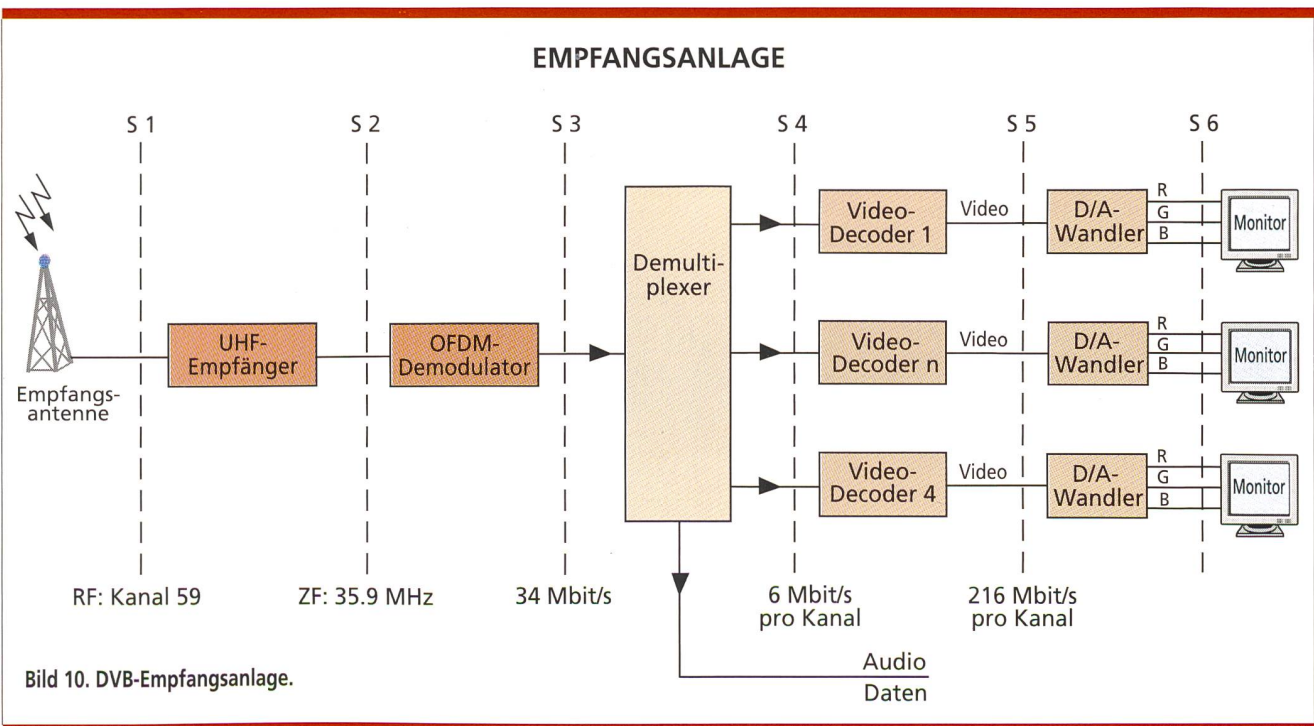 EMPFANGSANLAGE
S 1
S 2
S 3
S 4
S 5
S 6
Empfangs-
antenne
UHF-
Empfänger
OFDM-
Demodulator
Demulti-
plexer
Video-
Decoder 1
Video
D/A-
Wandler
R
G
B
Monitor
Video-
Decoder n
Video
D/A-
Wandler
R
G
B
Monitor
Video-
Decoder 4
Video
D/A-
Wandler
R
G
B
Monitor
RF: Kanal 59
ZF: 35.9 MHz
34 Mbit/s
6 Mbit/s
pro Kanal
216 Mbit/s
pro Kanal
Audio
Daten
Bild 10. DVB-Empfangsanlage.